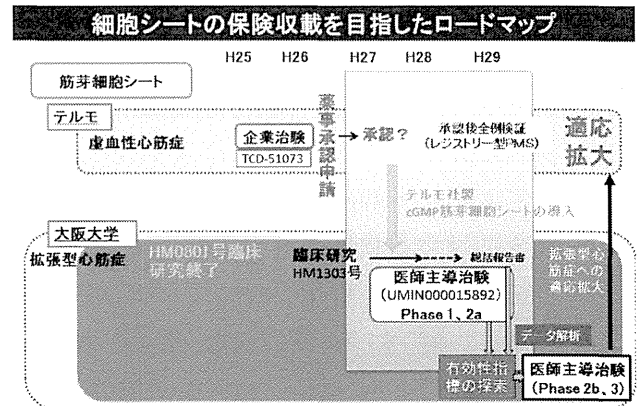 細胞シートの保険収載を目指したロードマップ
H25 H26 H27 H28 H29
筋芽細胞シート
テルモ
虚血性心筋症
企業治験
TCD-51073
薬事承認申請
承認？
承認後全例検証
(レジストリー型PMS)
適応
拡大
テルモ社製
cGMP筋芽細胞シートの導入
大阪大学
拡張型心筋症
HM0801号臨床
研究終了
臨床研究
HM1303号
総括報告書
医師主導治験
(UMIN000015892)
Phase 1、2a
拡張型心
筋症への
適応拡大
データ解析
有効性指
標の探索
医師主導治験
(Phase 2b、3)